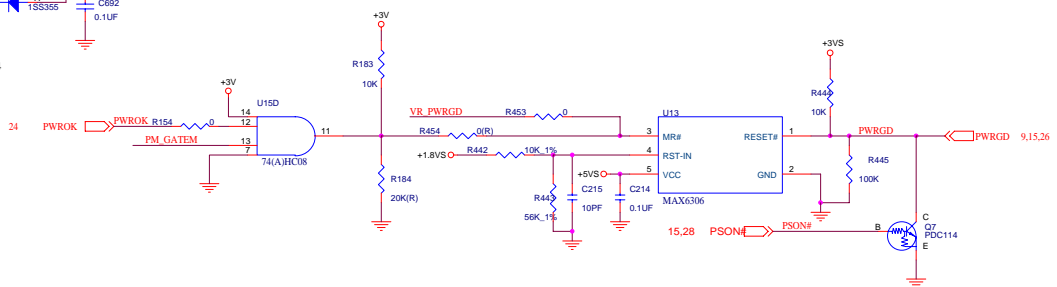 1SS355
C692
0.1UF
+3V
+3VS
R183
10K
+3V
R444
10K
U15D
14
24 PWROK PWROK R154 0 12
PM_GATEM 13
7
11
74(A)HC08
VR_PWRGD R453 0
R454 0(R)
+1.8VS R442 10K_1%
U13
3 MR# RESET# 1
4 RST-IN
5 VCC GND 2
MAX6306
PWRGD PWRGD 9,15,26
R184
20K(R)
+5VS
R443
56K_1%
C215
10PF
C214
0.1UF
R445
100K
15,28 PSON# PSON# B
C
Q7
PDC114
E